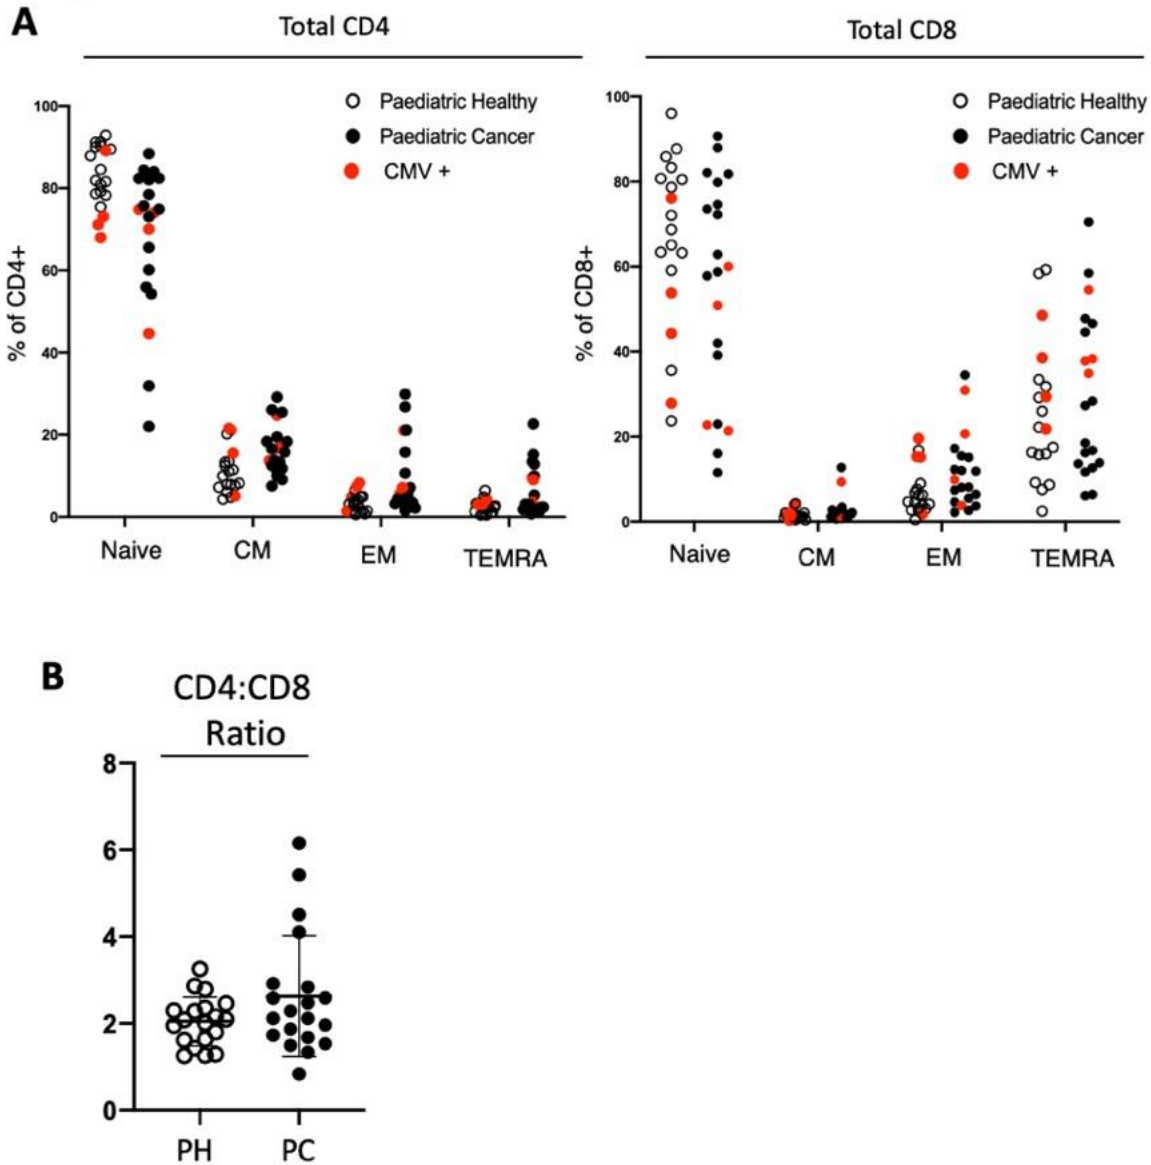 A
Total CD4
Total CD8
Paediatric Healthy
Paediatric Cancer
CMV +
% of CD4+
100
80
60
40
20
0
Naive
CM
EM
TEMRA
Paediatric Healthy
Paediatric Cancer
CMV +
% of CD8+
100
80
60
40
20
0
Naive
CM
EM
TEMRA
B
CD4:CD8
Ratio
8
6
4
2
0
PH
PC